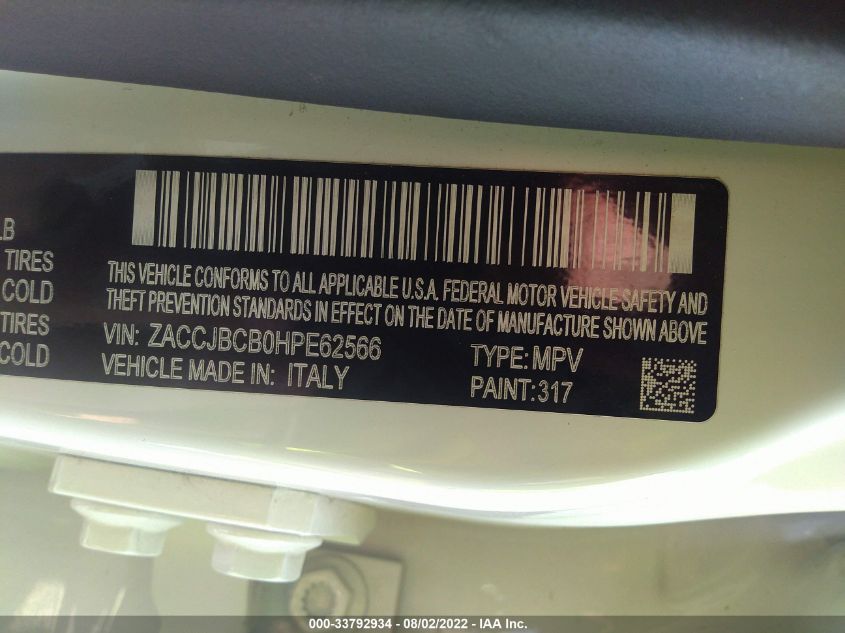 LB
TIRES
COLD
TIRES
COLD
THIS VEHICLE CONFORMS TO ALL APPLICABLE U.S.A. FEDERAL MOTOR VEHICLE SAFETY AND
THEFT PREVENTION STANDARDS IN EFFECT ON THE DATE OF MANUFACTURE SHOWN ABOVE
VIN: ZACCJBCB0HPE62566
TYPE: MPV
VEHICLE MADE IN: ITALY
PAINT: 317
000-33792934 - 08/02/2022 - IAA Inc.